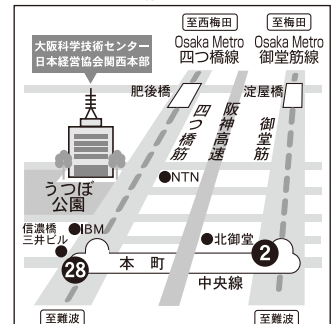 至西梅田
至梅田
Osaka Metro
四つ橋線
Osaka Metro
御堂筋線
大阪科学技術センター
日本経営協会関西本部
肥後橋
淀屋橋
四つ橋筋
阪神高速
御堂筋
うつぼ
公園
NTN
信濃橋
三井ビル
IBM
北御堂
28
本町
2
中央線
至難波
至難波